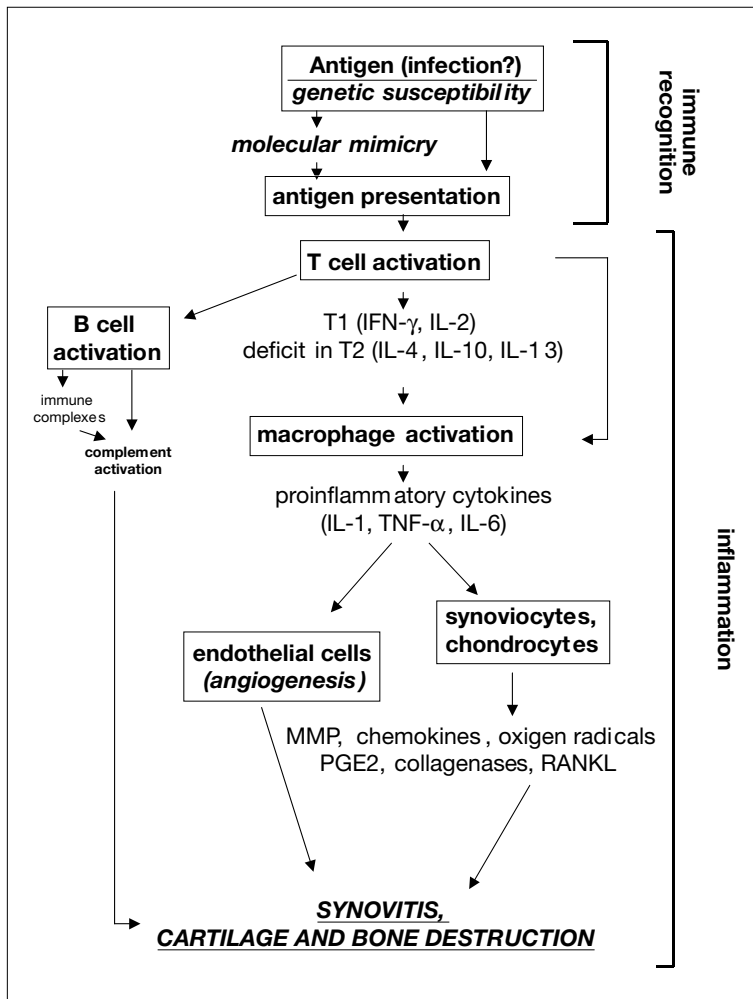 Antigen (infection?)
genetic susceptibility
immune
recognition
molecular mimicry
antigen presentation
T cell activation
B cell
activation
T1 (IFN-γ, IL-2)
deficit in T2 (IL-4, IL-10, IL-13)
immune
complexes
complement
activation
macrophage activation
proinflammatory cytokines
(IL-1, TNF-α, IL-6)
inflammation
synoviocytes,
chondrocytes
endothelial cells
(angiogenesis)
MMP, chemokines, oxigen radicals
PGE2, collagenases, RANKL
SYNOVITIS,
CARTILAGE AND BONE DESTRUCTION